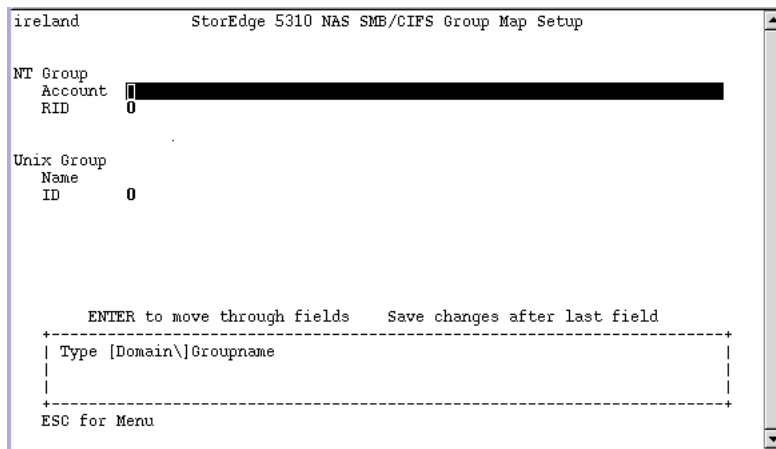 ireland StorEdge 5310 NAS SMB/CIFS Group Map Setup
NT Group
Account
RID 0
Unix Group
Name
ID 0
ENTER to move through fields Save changes after last field
Type [Domain\]Groupname
ESC for Menu